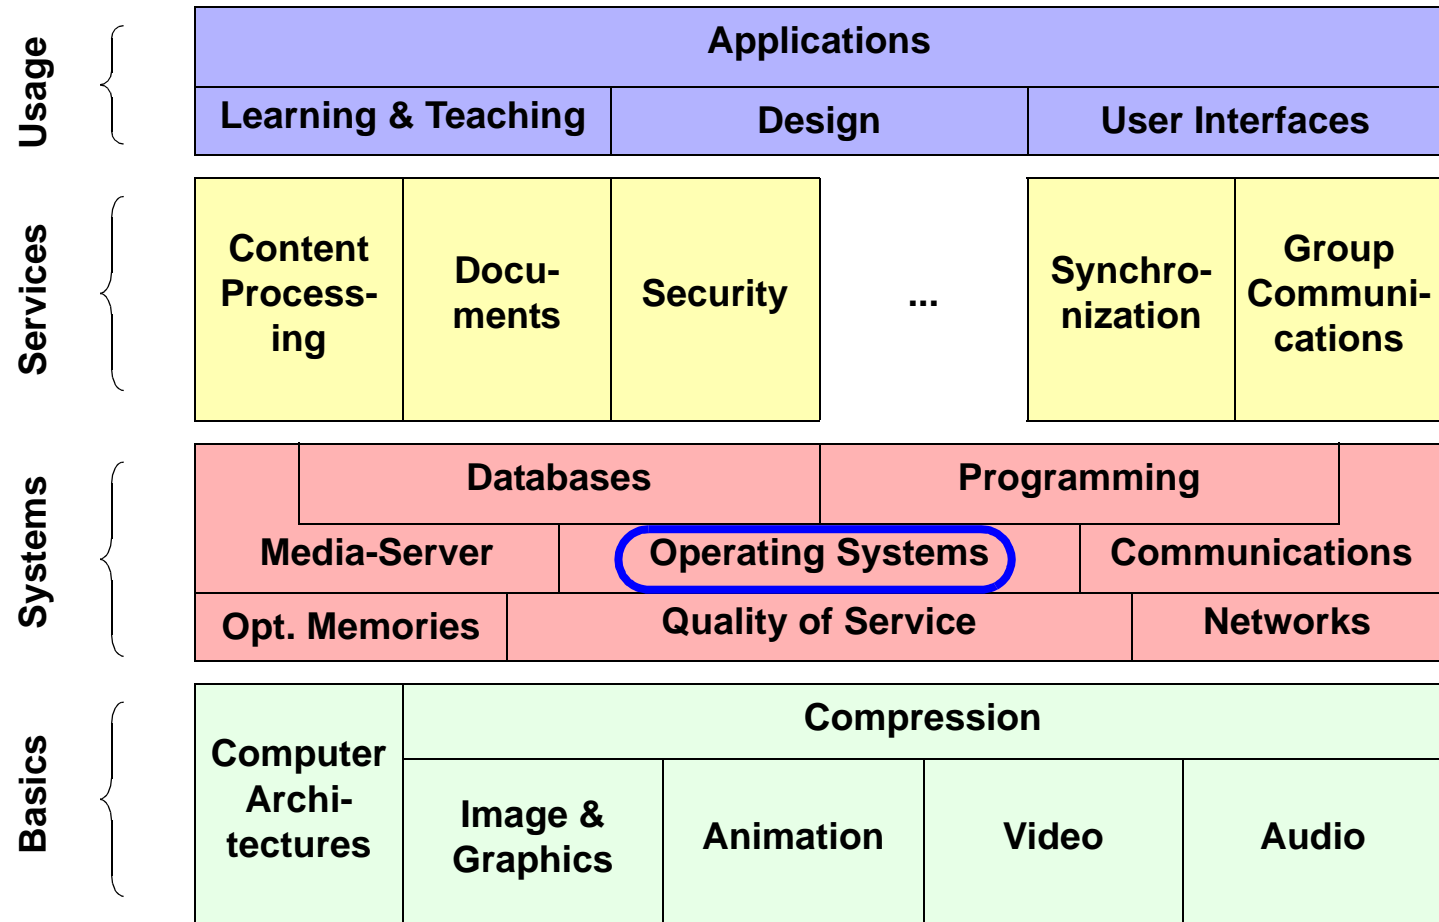 Usage
Applications
Learning & Teaching
Design
User Interfaces
Services
Content
Process-
ing
Docu-
ments
Security
...
Synchro-
nization
Group
Communi-
cations
Systems
Databases
Programming
Media-Server
Operating Systems
Communications
Opt. Memories
Quality of Service
Networks
Basics
Computer
Archi-
tectures
Compression
Image &
Graphics
Animation
Video
Audio